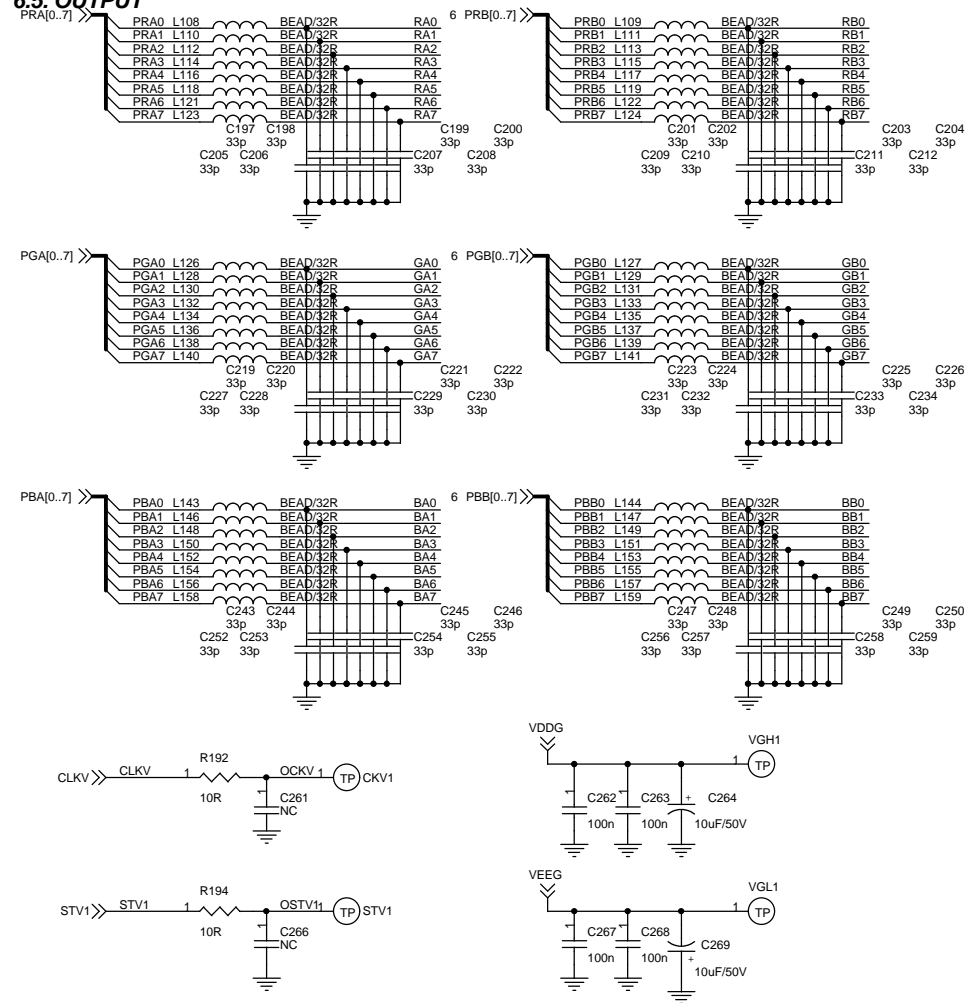 6.5. OUTPUT
PRA[0..7]
PRA0 L108 BEAD/32R RA0
PRA1 L110 BEAD/32R RA1
PRA2 L112 BEAD/32R RA2
PRA3 L114 BEAD/32R RA3
PRA4 L116 BEAD/32R RA4
PRA5 L118 BEAD/32R RA5
PRA6 L121 BEAD/32R RA6
PRA7 L123 BEAD/32R RA7
C197 C198 C199 C200
33p 33p 33p 33p
C205 C206 C207 C208
33p 33p 33p 33p
6 PRB[0..7]
PRB0 L109 BEAD/32R RB0
PRB1 L111 BEAD/32R RB1
PRB2 L113 BEAD/32R RB2
PRB3 L115 BEAD/32R RB3
PRB4 L117 BEAD/32R RB4
PRB5 L119 BEAD/32R RB5
PRB6 L122 BEAD/32R RB6
PRB7 L124 BEAD/32R RB7
C201 C202 C203 C204
33p 33p 33p 33p
C209 C210 C211 C212
33p 33p 33p 33p
PGA[0..7]
PGA0 L126 BEAD/32R GA0
PGA1 L128 BEAD/32R GA1
PGA2 L130 BEAD/32R GA2
PGA3 L132 BEAD/32R GA3
PGA4 L134 BEAD/32R GA4
PGA5 L136 BEAD/32R GA5
PGA6 L138 BEAD/32R GA6
PGA7 L140 BEAD/32R GA7
C219 C220 C221 C222
33p 33p 33p 33p
C227 C228 C229 C230
33p 33p 33p 33p
6 PGB[0..7]
PGB0 L127 BEAD/32R GB0
PGB1 L129 BEAD/32R GB1
PGB2 L131 BEAD/32R GB2
PGB3 L133 BEAD/32R GB3
PGB4 L135 BEAD/32R GB4
PGB5 L137 BEAD/32R GB5
PGB6 L139 BEAD/32R GB6
PGB7 L141 BEAD/32R GB7
C223 C224 C225 C226
33p 33p 33p 33p
C231 C232 C233 C234
33p 33p 33p 33p
PBA[0..7]
PBA0 L143 BEAD/32R BA0
PBA1 L146 BEAD/32R BA1
PBA2 L148 BEAD/32R BA2
PBA3 L150 BEAD/32R BA3
PBA4 L152 BEAD/32R BA4
PBA5 L154 BEAD/32R BA5
PBA6 L156 BEAD/32R BA6
PBA7 L158 BEAD/32R BA7
C243 C244 C245 C246
33p 33p 33p 33p
C252 C253 C254 C255
33p 33p 33p 33p
6 PBB[0..7]
PBB0 L144 BEAD/32R BB0
PBB1 L147 BEAD/32R BB1
PBB2 L149 BEAD/32R BB2
PBB3 L151 BEAD/32R BB3
PBB4 L153 BEAD/32R BB4
PBB5 L155 BEAD/32R BB5
PBB6 L157 BEAD/32R BB6
PBB7 L159 BEAD/32R BB7
C247 C248 C249 C250
33p 33p 33p 33p
C256 C257 C258 C259
33p 33p 33p 33p
R192
CLKV CLKV 1 OCKV 1 TP CKV1
10R C261
1 NC
VDDG
VGH1
1 TP
1 C262 1 C263 + C264
100n 100n 10uF/50V
R194
STV1 STV1 1 OSTV1 1 TP STV1
10R C266
1 NC
VEEG
VGL1
1 TP
1 C267 1 C268 C269
100n 100n + 10uF/50V